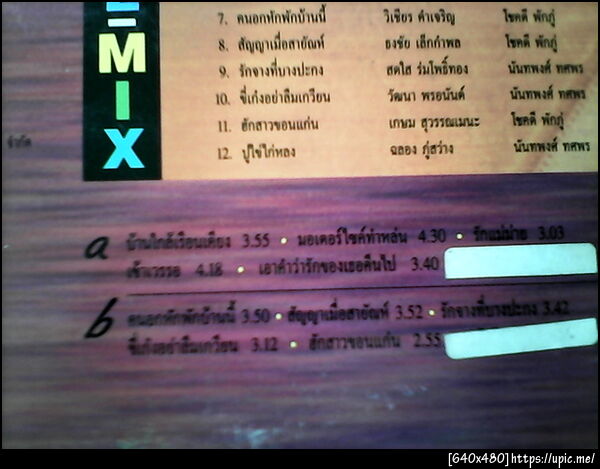 E-MIX
7. คนอกหักพักบ้านนี้ วิเชียร คำเจริญ โชคดี พักภู่
8. สัญญาเมื่อสายัณห์ ธงชัย เล็กกำพล โชคดี พักภู่
9. รักจางที่บางปะกง สดใส ร่มโพธิ์ทอง นันทพงศ์ ทศพร
10. ขี้เก๋งอย่าลืมเกวียน วัฒนา พรอนันต์ นันทพงศ์ ทศพร
11. ฮักสาวขอนแก่น เกษม สุวรรณเมนะ โชคดี พักภู่
12. ปูไข่ไก่หลง ฉลอง ภู่สว่าง นันทพงศ์ ทศพร
จำกัด
a บ้านใกล้เรือนเคียง 3.55 • มอเตอร์ไซค์ทำหล่น 4.30 • รักแม่ม่าย 3.03
เช้าเวรรอ 4.18 • เอาคำว่ารักของเธอคืนไป 3.40
b คนอกหักพักบ้านนี้ 3.50 • สัญญาเมื่อสายัณห์ 3.52 • รักจางที่บางปะกง 3.42
ขี้เก๋งอย่าลืมเกวียน 3.12 • ฮักสาวขอนแก่น 2.55
[640x480]https://upic.me/